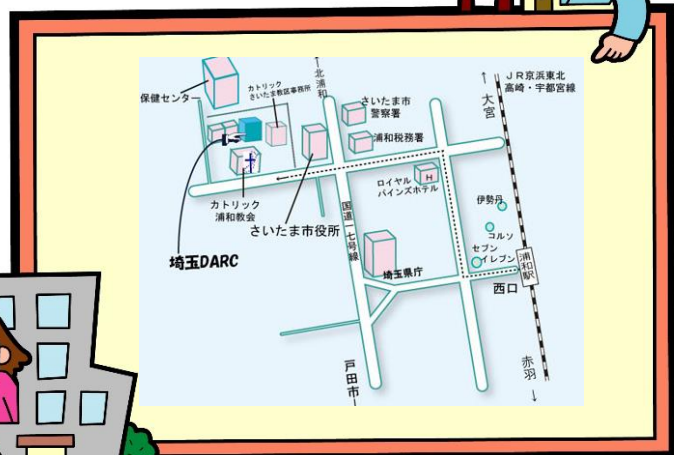 保健センター
カトリック
さいたま教区事務所
↑北浦和
さいたま市
警察署
浦和税務署
↑大宮
JR京浜東北
高崎・宇都宮線
カトリック
浦和教会
さいたま市役所
埼玉DARC
国道一七号線
ロイヤル
パインズホテル
H
伊勢丹
コルソ
セブン
イレブン
浦和駅
西口
埼玉県庁
戸田市
赤羽
↓